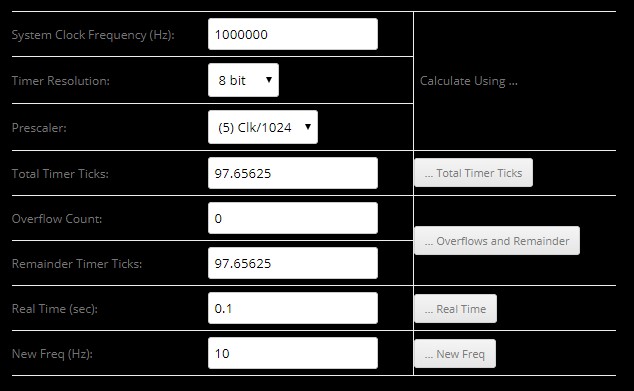 System Clock Frequency (Hz): 1000000
Timer Resolution: 8 bit
Calculate Using ...
Prescaler: (5) Clk/1024
Total Timer Ticks: 97.65625 ... Total Timer Ticks
Overflow Count: 0
... Overflows and Remainder
Remainder Timer Ticks: 97.65625
Real Time (sec): 0.1 ... Real Time
New Freq (Hz): 10 ... New Freq